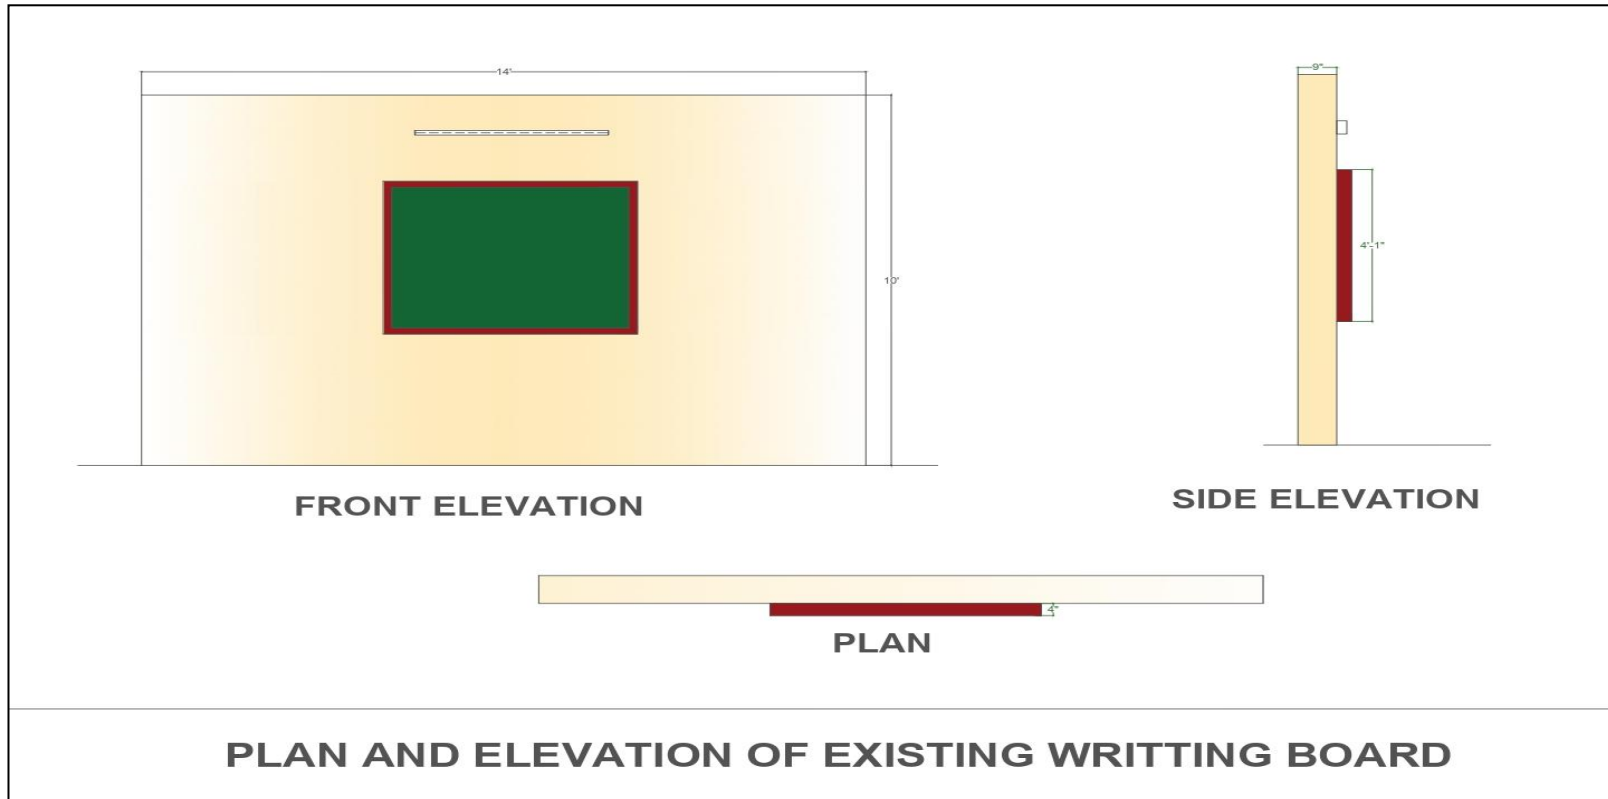 14'
9"
4'-1"
10'
FRONT ELEVATION
SIDE ELEVATION
4"
PLAN
PLAN AND ELEVATION OF EXISTING WRITTING BOARD